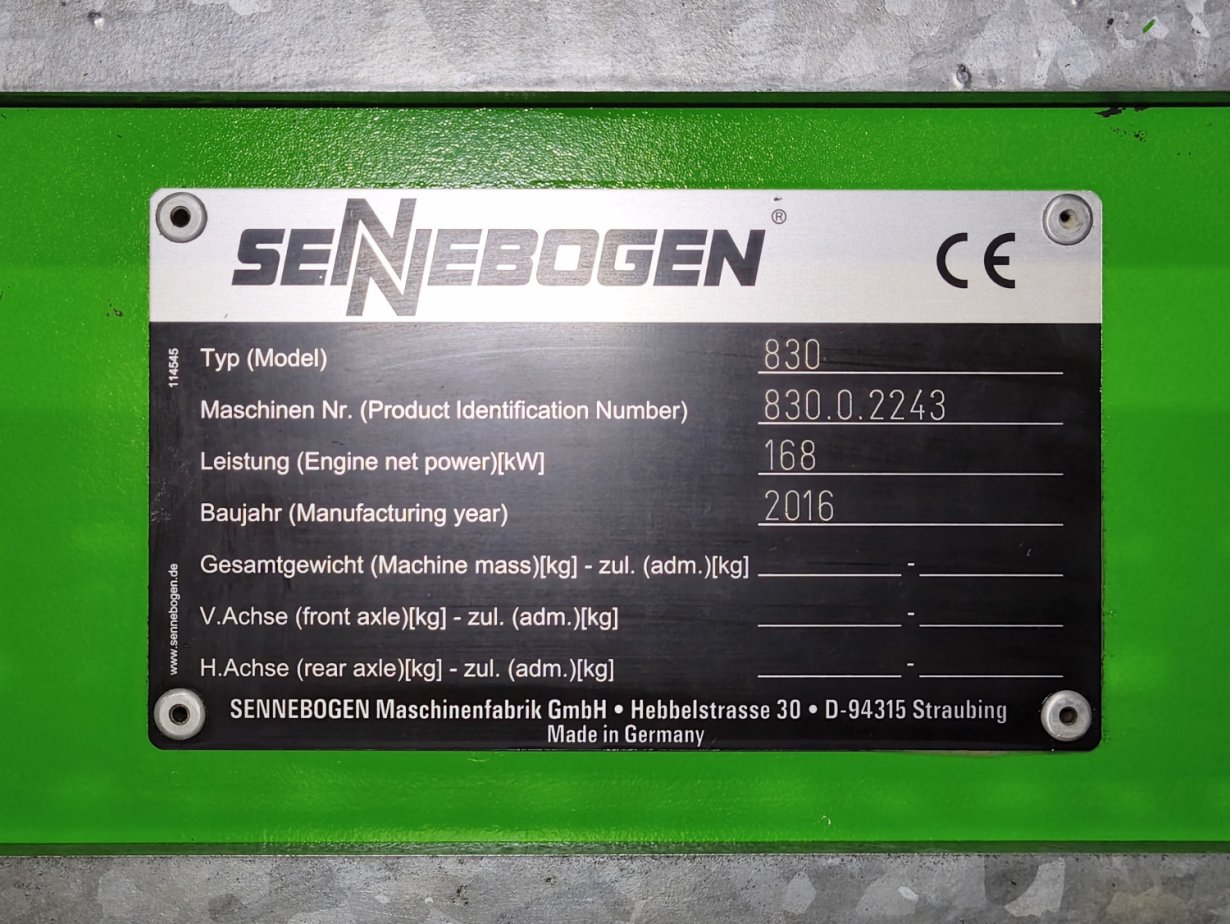 SENNEBOGEN®
CE
114545
Typ (Model) 830
Maschinen Nr. (Product Identification Number) 830.0.2243
Leistung (Engine net power)[kW] 168
Baujahr (Manufacturing year) 2016
Gesamtgewicht (Machine mass)[kg] - zul. (adm.)[kg] -
V.Achse (front axle)[kg] - zul. (adm.)[kg] -
H.Achse (rear axle)[kg] - zul. (adm.)[kg] -
www.sennebogen.de
SENNEBOGEN Maschinenfabrik GmbH • Hebbelstrasse 30 • D-94315 Straubing
Made in Germany